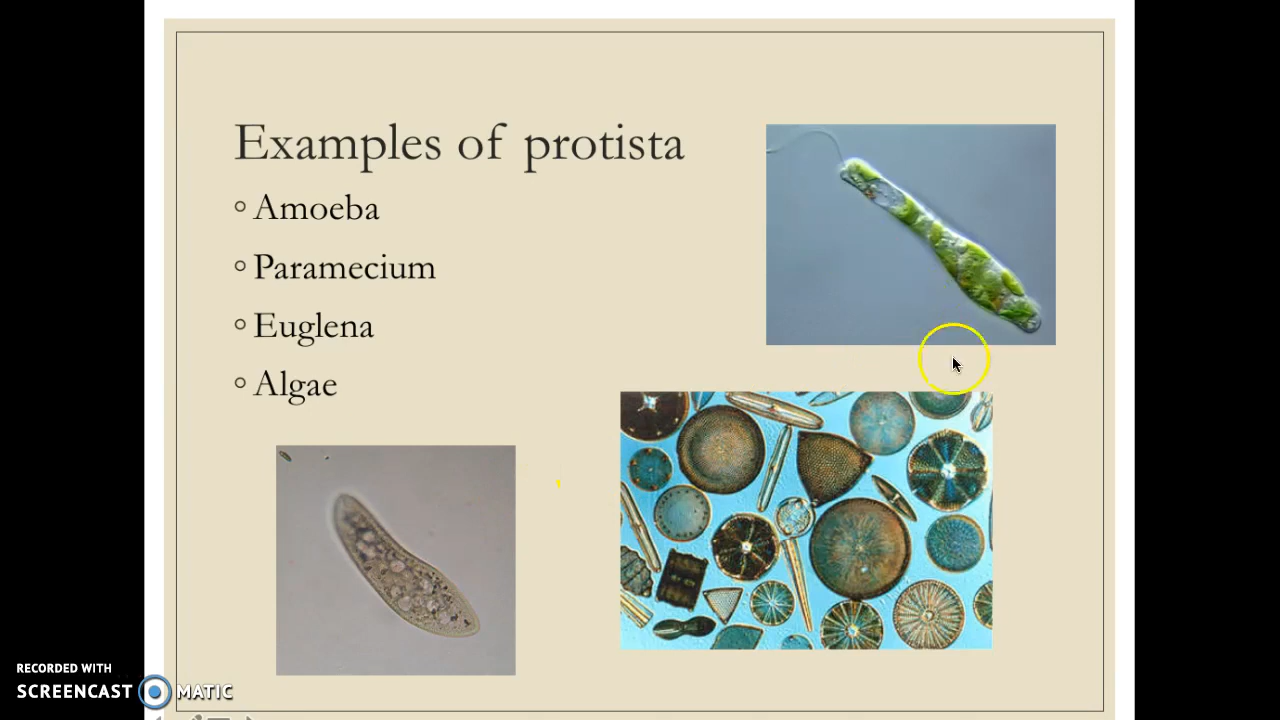 Examples of protista
Amoeba
Paramecium
Euglena
Algae
RECORDED WITH
SCREENCAST MATIC